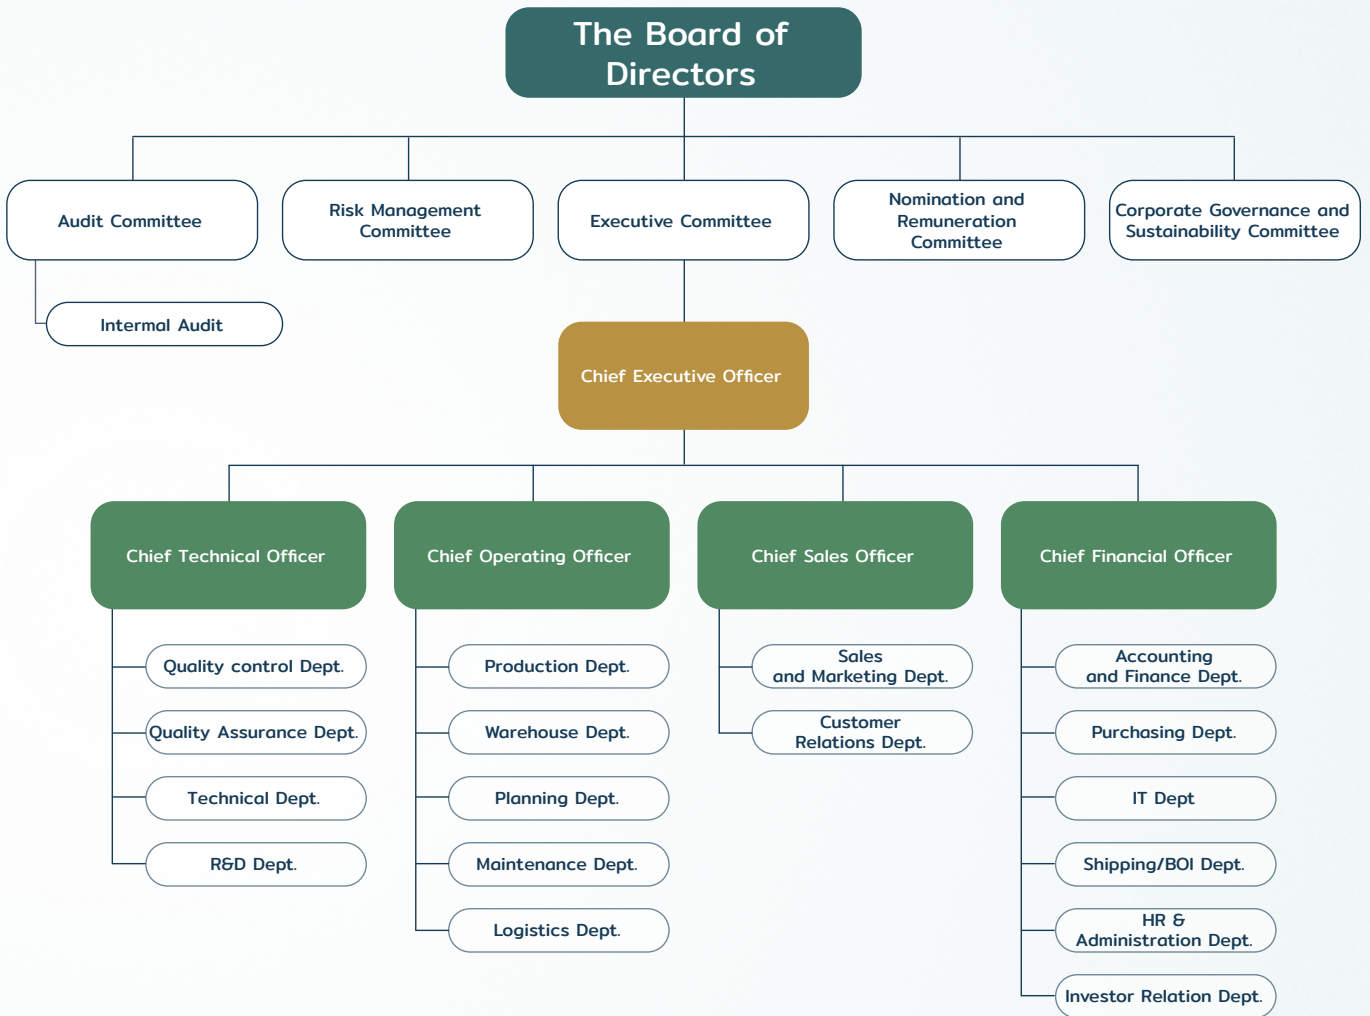 The Board of
Directors
Audit Committee
Risk Management
Committee
Executive Committee
Nomination and
Remuneration
Committee
Corporate Governance and
Sustainability Committee
Intermal Audit
Chief Executive Officer
Chief Technical Officer
Chief Operating Officer
Chief Sales Officer
Chief Financial Officer
Quality control Dept.
Quality Assurance Dept.
Technical Dept.
R&D Dept.
Production Dept.
Warehouse Dept.
Planning Dept.
Maintenance Dept.
Logistics Dept.
Sales
and Marketing Dept.
Customer
Relations Dept.
Accounting
and Finance Dept.
Purchasing Dept.
IT Dept
Shipping/BOI Dept.
HR &
Administration Dept.
Investor Relation Dept.